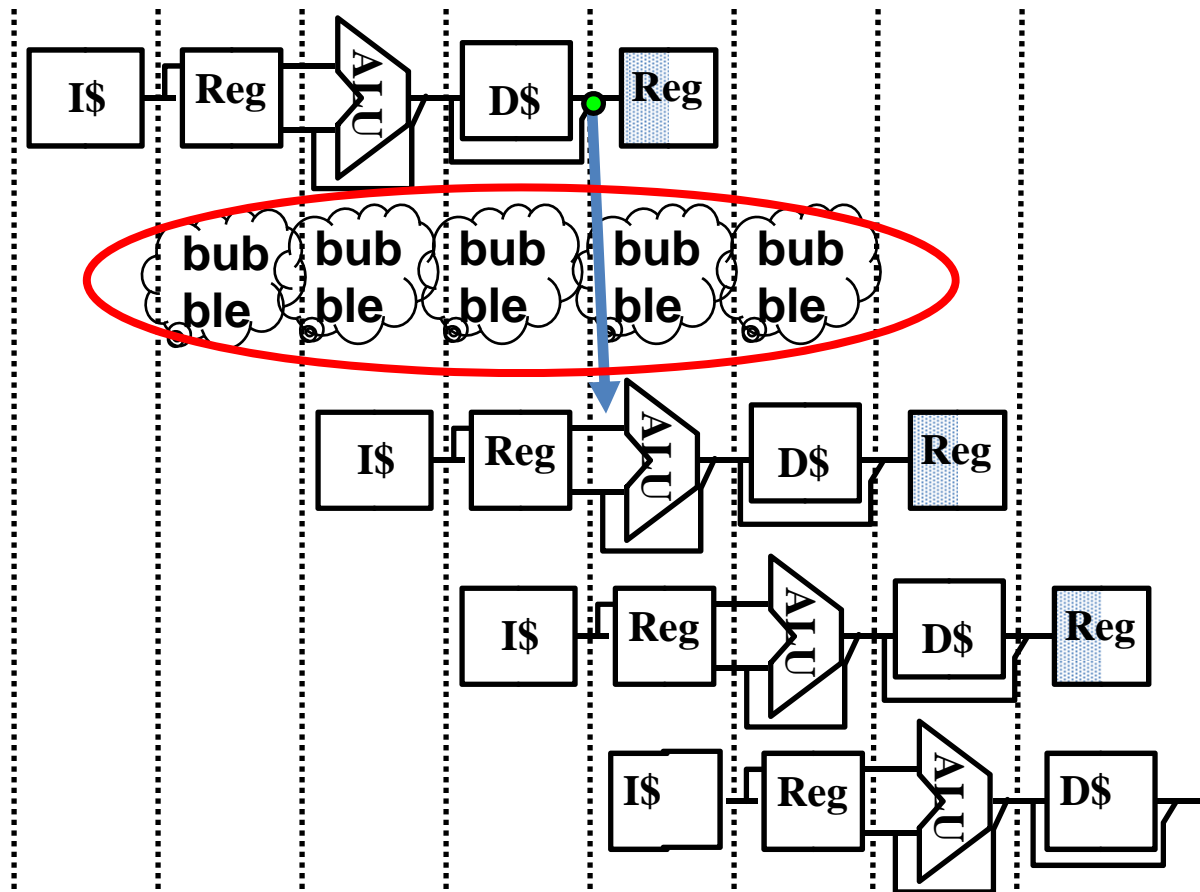 I$ Reg ALU D$ Reg
bub bub bub bub bub
ble ble ble ble ble
I$ Reg ALU D$ Reg
I$ Reg ALU D$ Reg
I$ Reg ALU D$